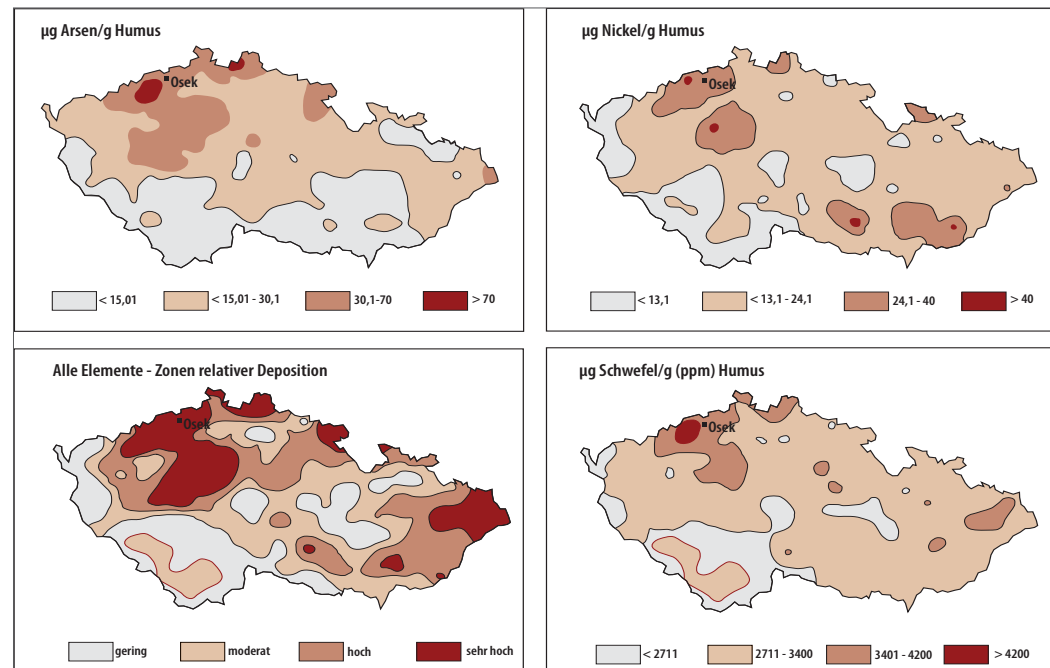 µg Arsen/g Humus
Osek
< 15,01
< 15,01 - 30,1
30,1-70
> 70
µg Nickel/g Humus
Osek
< 13,1
< 13,1 - 24,1
24,1 - 40
> 40
Alle Elemente - Zonen relativer Deposition
Osek
gering
moderat
hoch
sehr hoch
µg Schwefel/g (ppm) Humus
Osek
< 2711
2711 - 3400
3401 - 4200
> 4200